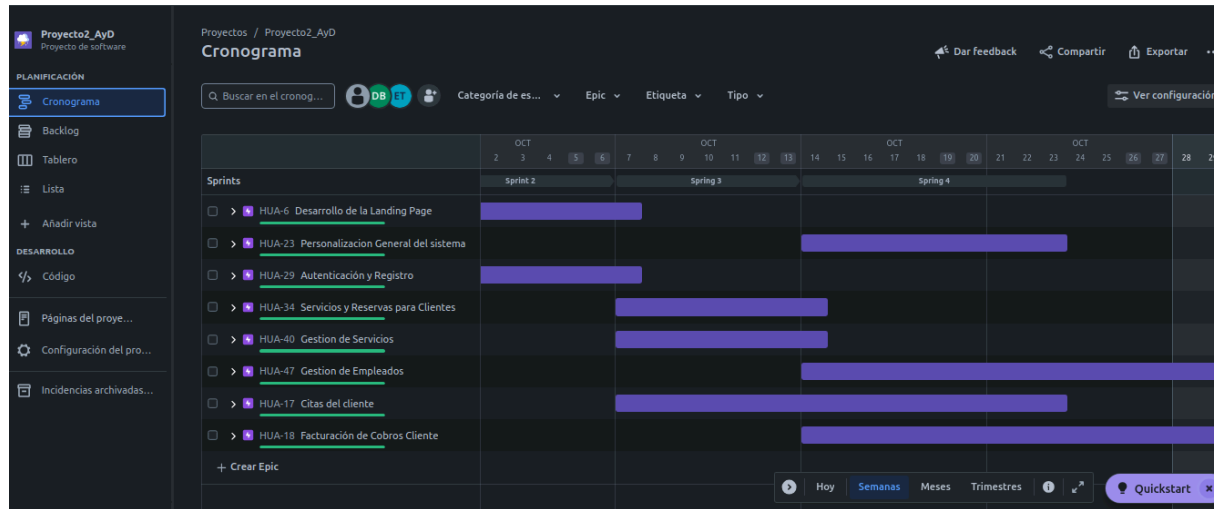 Proyecto2_AyD
Proyecto de software
PLANIFICACIÓN
Cronograma
Backlog
Tablero
Lista
Añadir vista
DESARROLLO
Código
Páginas del proye...
Configuración del pro...
Incidencias archivadas...
Proyectos / Proyecto2_AyD
Cronograma
Dar feedback Compartir Exportar
Buscar en el cronog... DB ET Categoría de es... Epic Etiqueta Tipo Ver configuración
OCT OCT OCT OCT
2 3 4 5 6 7 8 9 10 11 12 13 14 15 16 17 18 19 20 21 22 23 24 25 26 27 28
Sprints Sprint 2 Spring 3 Spring 4
HUA-6 Desarrollo de la Landing Page
HUA-23 Personalizacion General del sistema
HUA-29 Autenticación y Registro
HUA-34 Servicios y Reservas para Clientes
HUA-40 Gestion de Servicios
HUA-47 Gestion de Empleados
HUA-17 Citas del cliente
HUA-18 Facturación de Cobros Cliente
+ Crear Epic
Hoy Semanas Meses Trimestres Quickstart